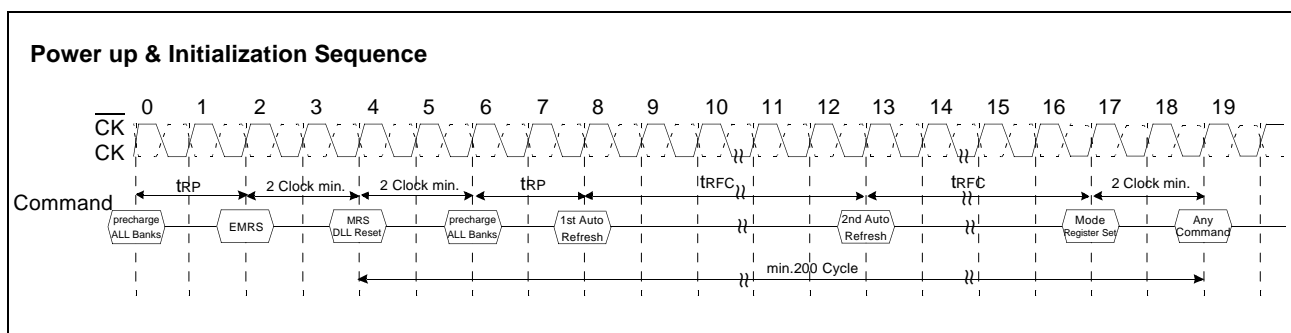 Power up & Initialization Sequence
0 1 2 3 4 5 6 7 8 9 10 11 12 13 14 15 16 17 18 19
CK
CK
tRP 2 Clock min. 2 Clock min. tRP tRFC tRFC 2 Clock min.
Command
precharge
ALL Banks
EMRS
MRS
DLL Reset
precharge
ALL Banks
1st Auto
Refresh
2nd Auto
Refresh
Mode
Register Set
Any
Command
min.200 Cycle